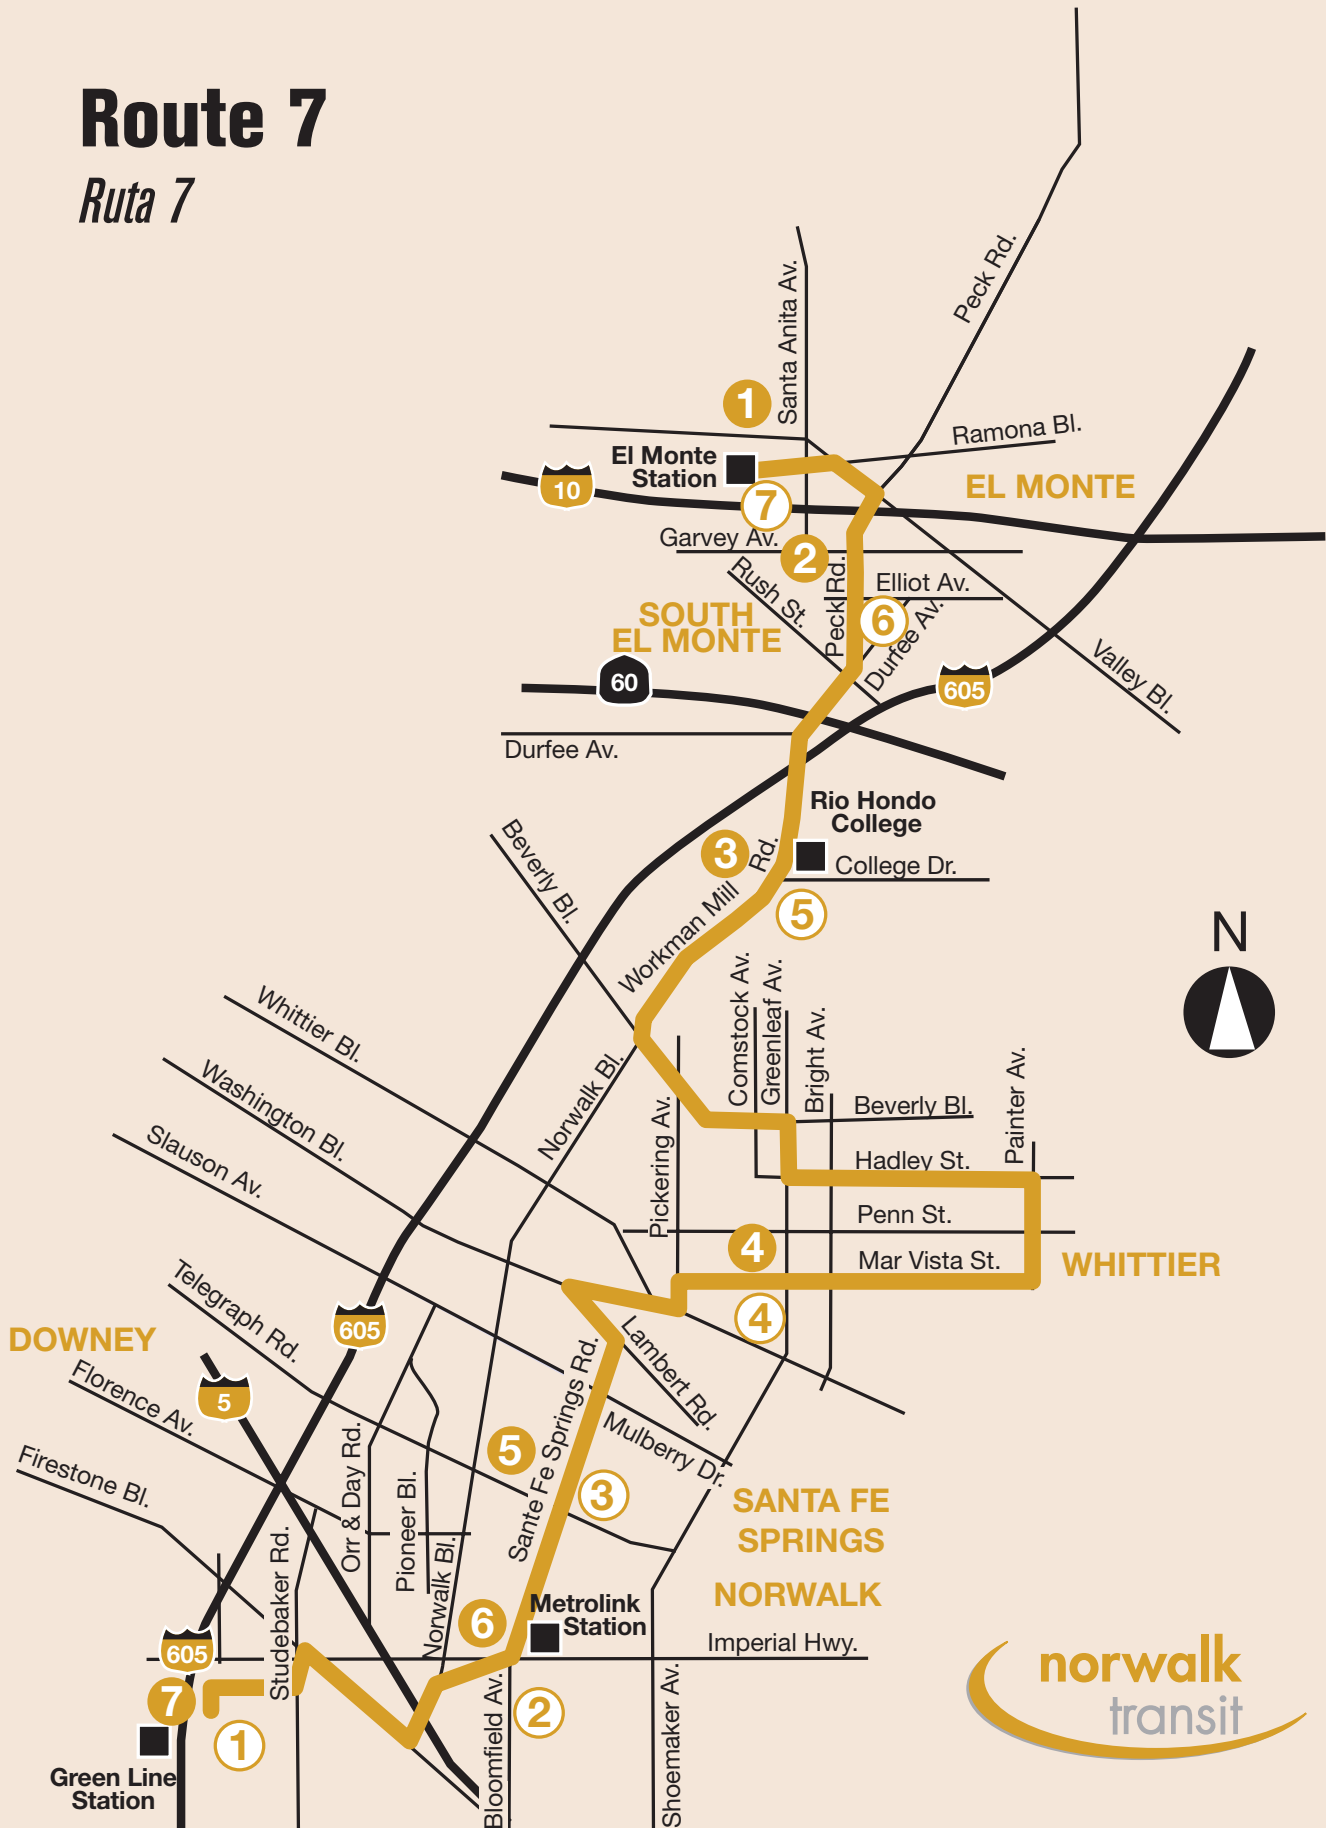 Route 7
Ruta 7
Peck Rd.
Santa Anita Av.
1
Ramona Bl.
El Monte
Station
10
7
EL MONTE
Garvey Av.
2
Rush St.
Peck Rd.
Elliot Av.
6
Durfee Av.
SOUTH
EL MONTE
60
605
Valley Bl.
Durfee Av.
Rio Hondo
College
3
Workman Mill Rd.
College Dr.
5
Beverly Bl.
N
Whittier Bl.
Washington Bl.
Slauson Av.
Norwalk Bl.
Comstock Av.
Greenleaf Av.
Bright Av.
Painter Av.
Beverly Bl.
Pickering Av.
Hadley St.
Penn St.
4
Mar Vista St.
WHITTIER
4
Telegraph Rd.
605
DOWNEY
Florence Av.
5
Firestone Bl.
Lambert Rd.
Sante Fe Springs Rd.
Mulberry Dr.
5
3
Orr & Day Rd.
Pioneer Bl.
Norwalk Bl.
Studebaker Rd.
SANTA FE
SPRINGS
NORWALK
6
Metrolink
Station
Imperial Hwy.
605
7
1
2
Bloomfield Av.
Shoemaker Av.
Green Line
Station
norwalk
transit